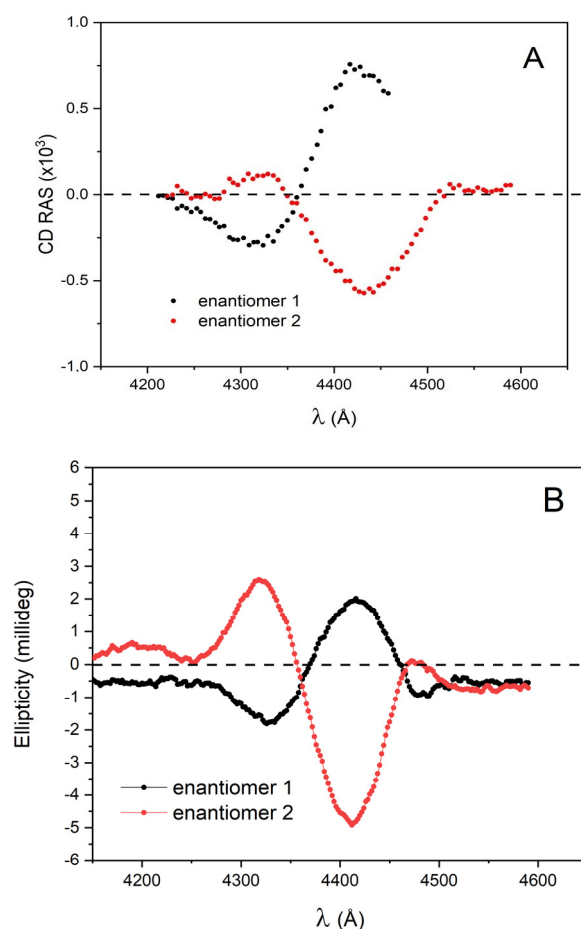 A
1.0
0.5
0.0
-0.5
-1.0
CD RAS (x10³)
enantiomer 1
enantiomer 2
4200 4300 4400 4500 4600
λ (Å)
B
6
5
4
3
2
1
0
-1
-2
-3
-4
-5
-6
Ellipticity (millideg)
enantiomer 1
enantiomer 2
4200 4300 4400 4500 4600
λ (Å)